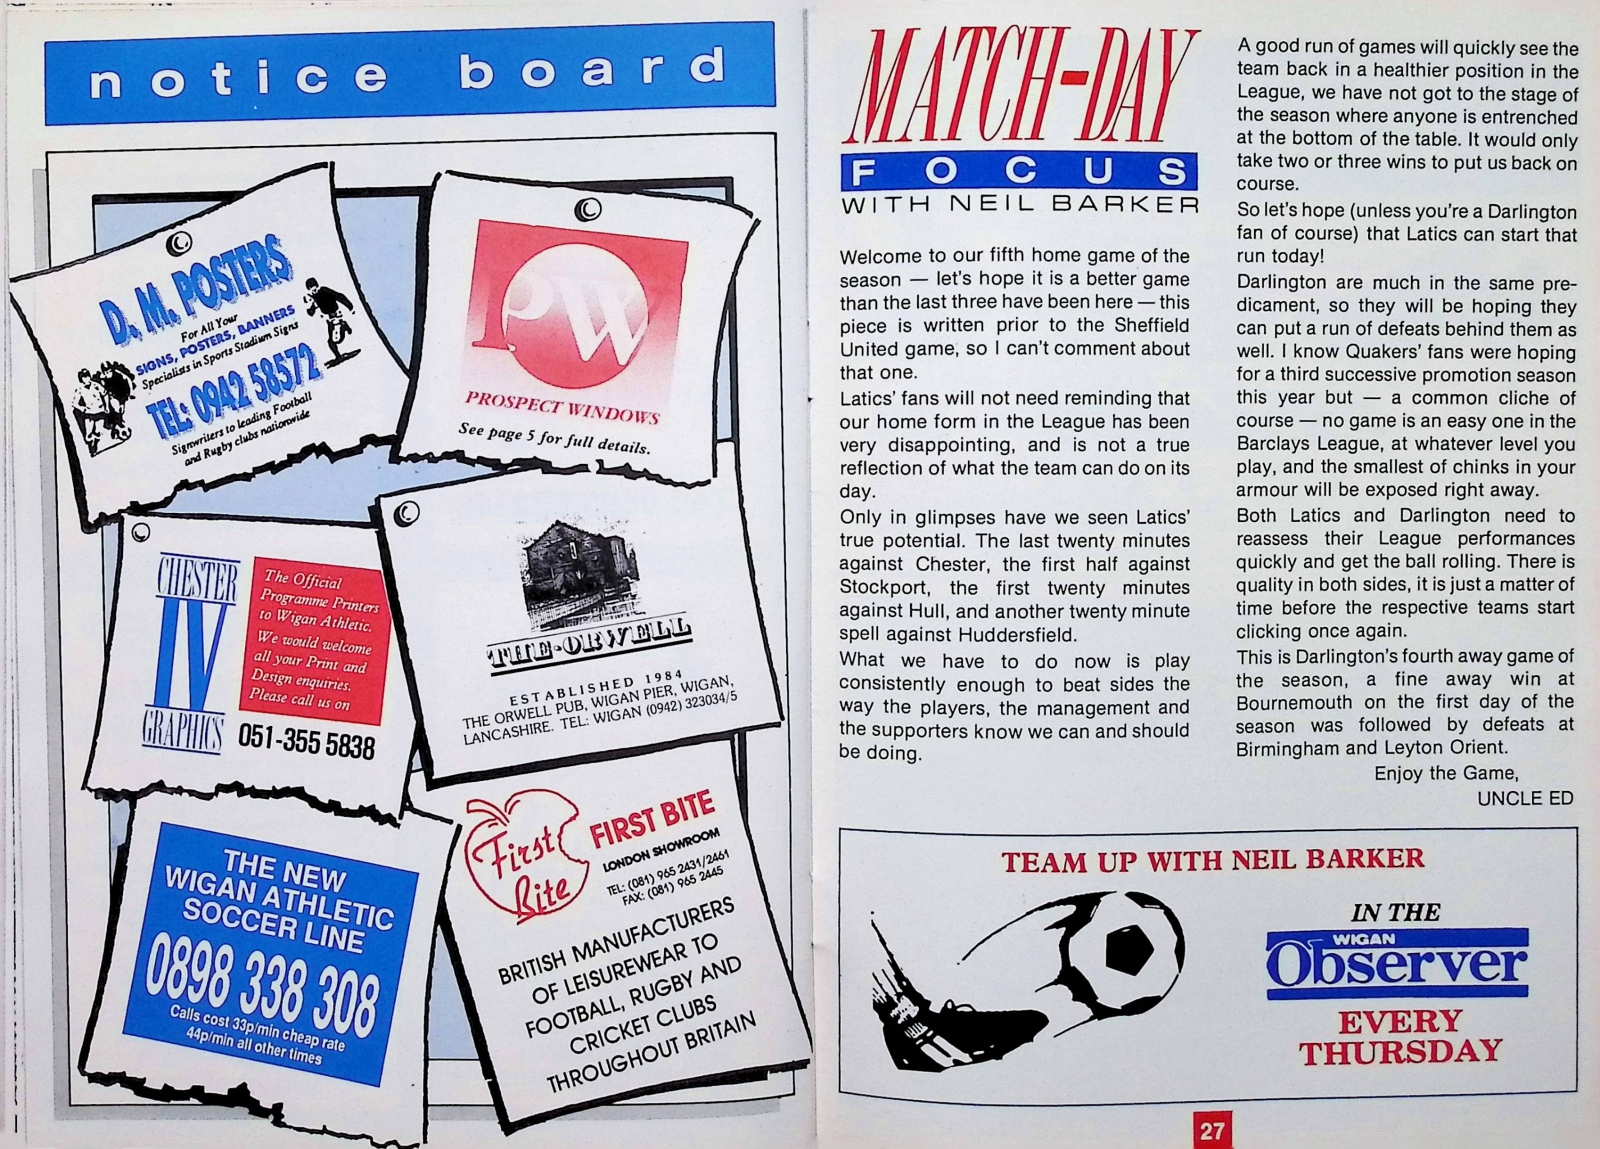 notice board
D. M. POSTERS
For All Your
SIGNS, POSTERS, BANNERS
Specialists in Sports Stadium Signs
TEL: 0942 58572
Signwriters to leading Football
and Rugby clubs nationwide
PW
PROSPECT WINDOWS
See page 5 for full details.
CHESTER
IV
GRAPHICS
The Official
Programme Printers
to Wigan Athletic.
We would welcome
all your Print and
Design enquiries.
Please call us on
051-355 5838
THE·ORWELL
ESTABLISHED 1984
THE ORWELL PUB, WIGAN PIER, WIGAN,
LANCASHIRE. TEL: WIGAN (0942) 323034/5
THE NEW
WIGAN ATHLETIC
SOCCER LINE
0898 338 308
Calls cost 33p/min cheap rate
44p/min all other times
First
Bite
FIRST BITE
LONDON SHOWROOM
TEL: (081) 965 2431/2461
FAX: (081) 965 2445
BRITISH MANUFACTURERS
OF LEISUREWEAR TO
FOOTBALL, RUGBY AND
CRICKET CLUBS
THROUGHOUT BRITAIN
MATCH-DAY
FOCUS
WITH NEIL BARKER
Welcome to our fifth home game of the
season — let's hope it is a better game
than the last three have been here — this
piece is written prior to the Sheffield
United game, so I can't comment about
that one.
Latics' fans will not need reminding that
our home form in the League has been
very disappointing, and is not a true
reflection of what the team can do on its
day.
Only in glimpses have we seen Latics'
true potential. The last twenty minutes
against Chester, the first half against
Stockport, the first twenty minutes
against Hull, and another twenty minute
spell against Huddersfield.
What we have to do now is play
consistently enough to beat sides the
way the players, the management and
the supporters know we can and should
be doing.
A good run of games will quickly see the
team back in a healthier position in the
League, we have not got to the stage of
the season where anyone is entrenched
at the bottom of the table. It would only
take two or three wins to put us back on
course.
So let's hope (unless you're a Darlington
fan of course) that Latics can start that
run today!
Darlington are much in the same pre-
dicament, so they will be hoping they
can put a run of defeats behind them as
well. I know Quakers' fans were hoping
for a third successive promotion season
this year but — a common cliche of
course — no game is an easy one in the
Barclays League, at whatever level you
play, and the smallest of chinks in your
armour will be exposed right away.
Both Latics and Darlington need to
reassess their League performances
quickly and get the ball rolling. There is
quality in both sides, it is just a matter of
time before the respective teams start
clicking once again.
This is Darlington's fourth away game of
the season, a fine away win at
Bournemouth on the first day of the
season was followed by defeats at
Birmingham and Leyton Orient.
Enjoy the Game,
UNCLE ED
TEAM UP WITH NEIL BARKER
IN THE
WIGAN
Observer
EVERY
THURSDAY
27